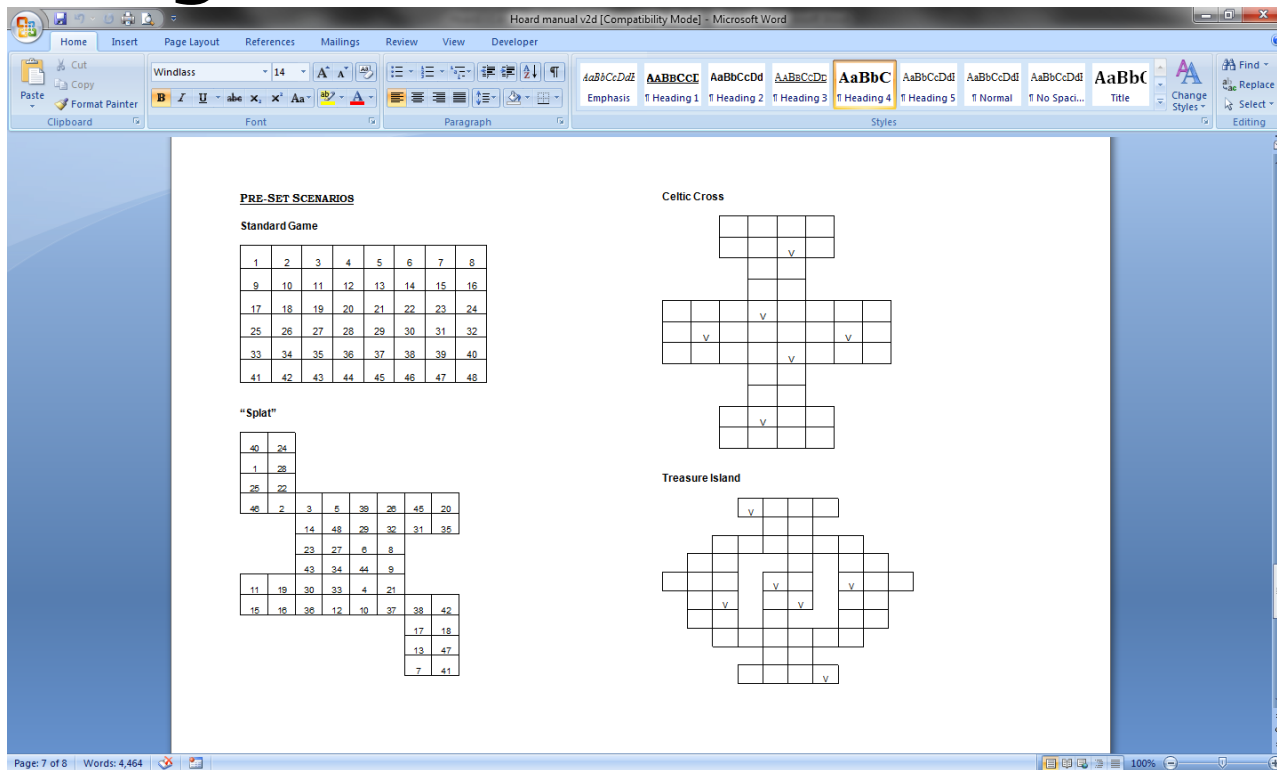 Hoard manual v2d [Compatibility Mode] - Microsoft Word
Home Insert Page Layout References Mailings Review View Developer
Cut
Copy
Paste
Format Painter
Clipboard
Windlass 14
Font
Paragraph
AaBbCcDdE AABBCCI AaBbCcDd AABBCCDD AaBbC AaBbCcDdI AaBbCcDdI AaBbCcDdI AaBb(
Emphasis ¶ Heading 1 ¶ Heading 2 ¶ Heading 3 ¶ Heading 4 ¶ Heading 5 ¶ Normal ¶ No Spaci... Title
Change Styles
Styles
Find
Replace
Select
Editing
PRE-SET SCENARIOS
Standard Game
1 2 3 4 5 6 7 8
9 10 11 12 13 14 15 16
17 18 19 20 21 22 23 24
25 26 27 28 29 30 31 32
33 34 35 36 37 38 39 40
41 42 43 44 45 46 47 48
“Splat”
40 24
1 28
25 22
46 2 3 5 39 26 45 20
14 48 29 32 31 35
23 27 6 8
43 34 44 9
11 19 30 33 4 21
15 16 36 12 10 37 38 42
17 18
13 47
7 41
Celtic Cross
V
V
V V
V
V
Treasure Island
V
V V
V V
V
Page: 7 of 8 Words: 4,464
100%